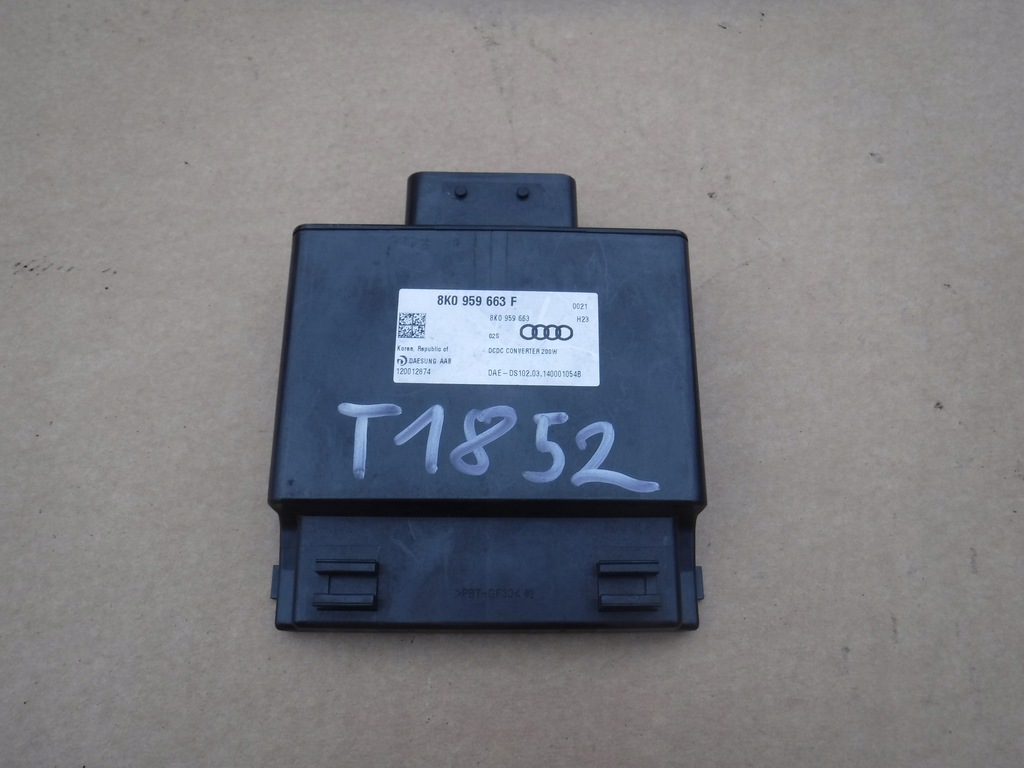 8K0 959 663 F
0021
8K0 959 663
H23
02S
Korea, Republic of
DCDC CONVERTER 200W
DAESUNG AAB
120012874
DAE-DS102.03.1400010548
T1852